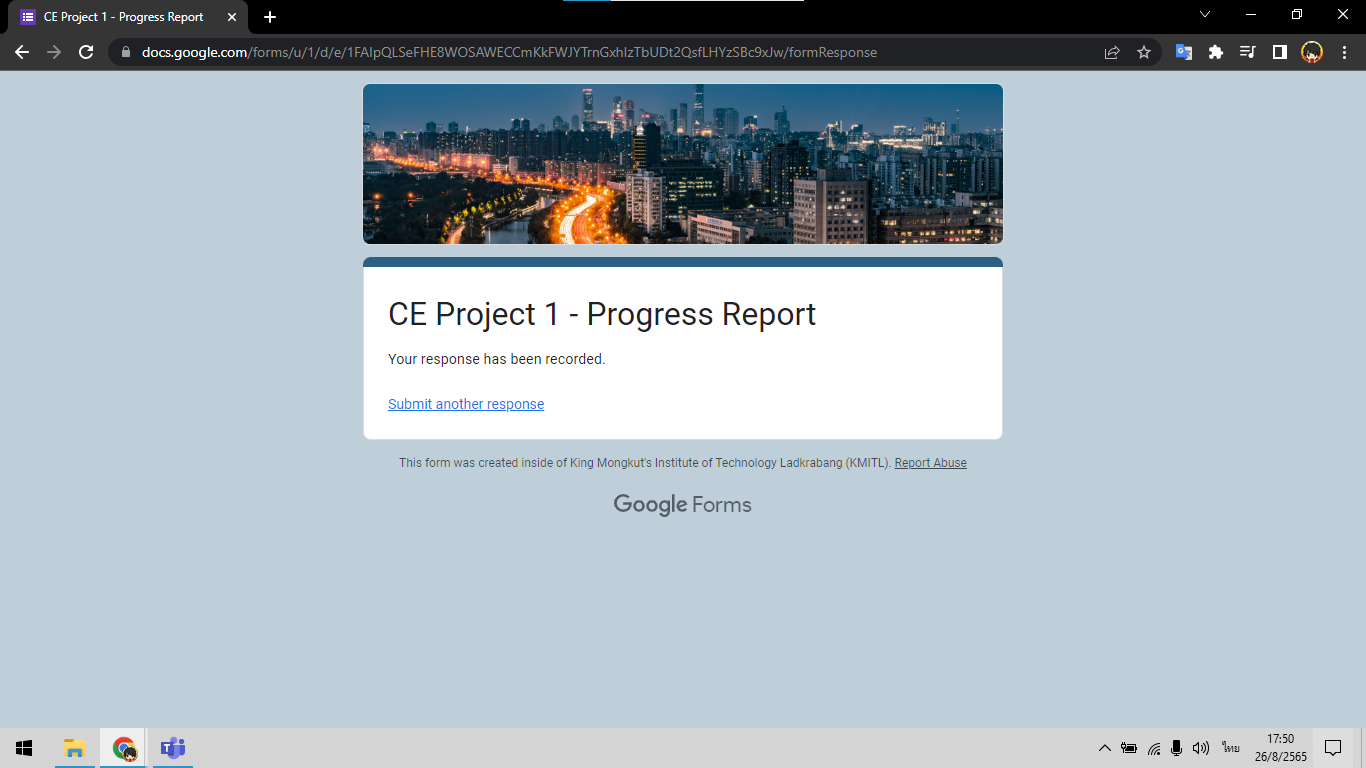 CE Project 1 - Progress Report
docs.google.com/forms/u/1/d/e/1FAIpQLSeFHE8WOSAWECCmKkFWJYTrnGxhIzTbUDt2QsfLHYzSBc9xJw/formResponse
CE Project 1 - Progress Report
Your response has been recorded.
Submit another response
This form was created inside of King Mongkut's Institute of Technology Ladkrabang (KMITL). Report Abuse
Google Forms
ไทย
17:50
26/8/2565